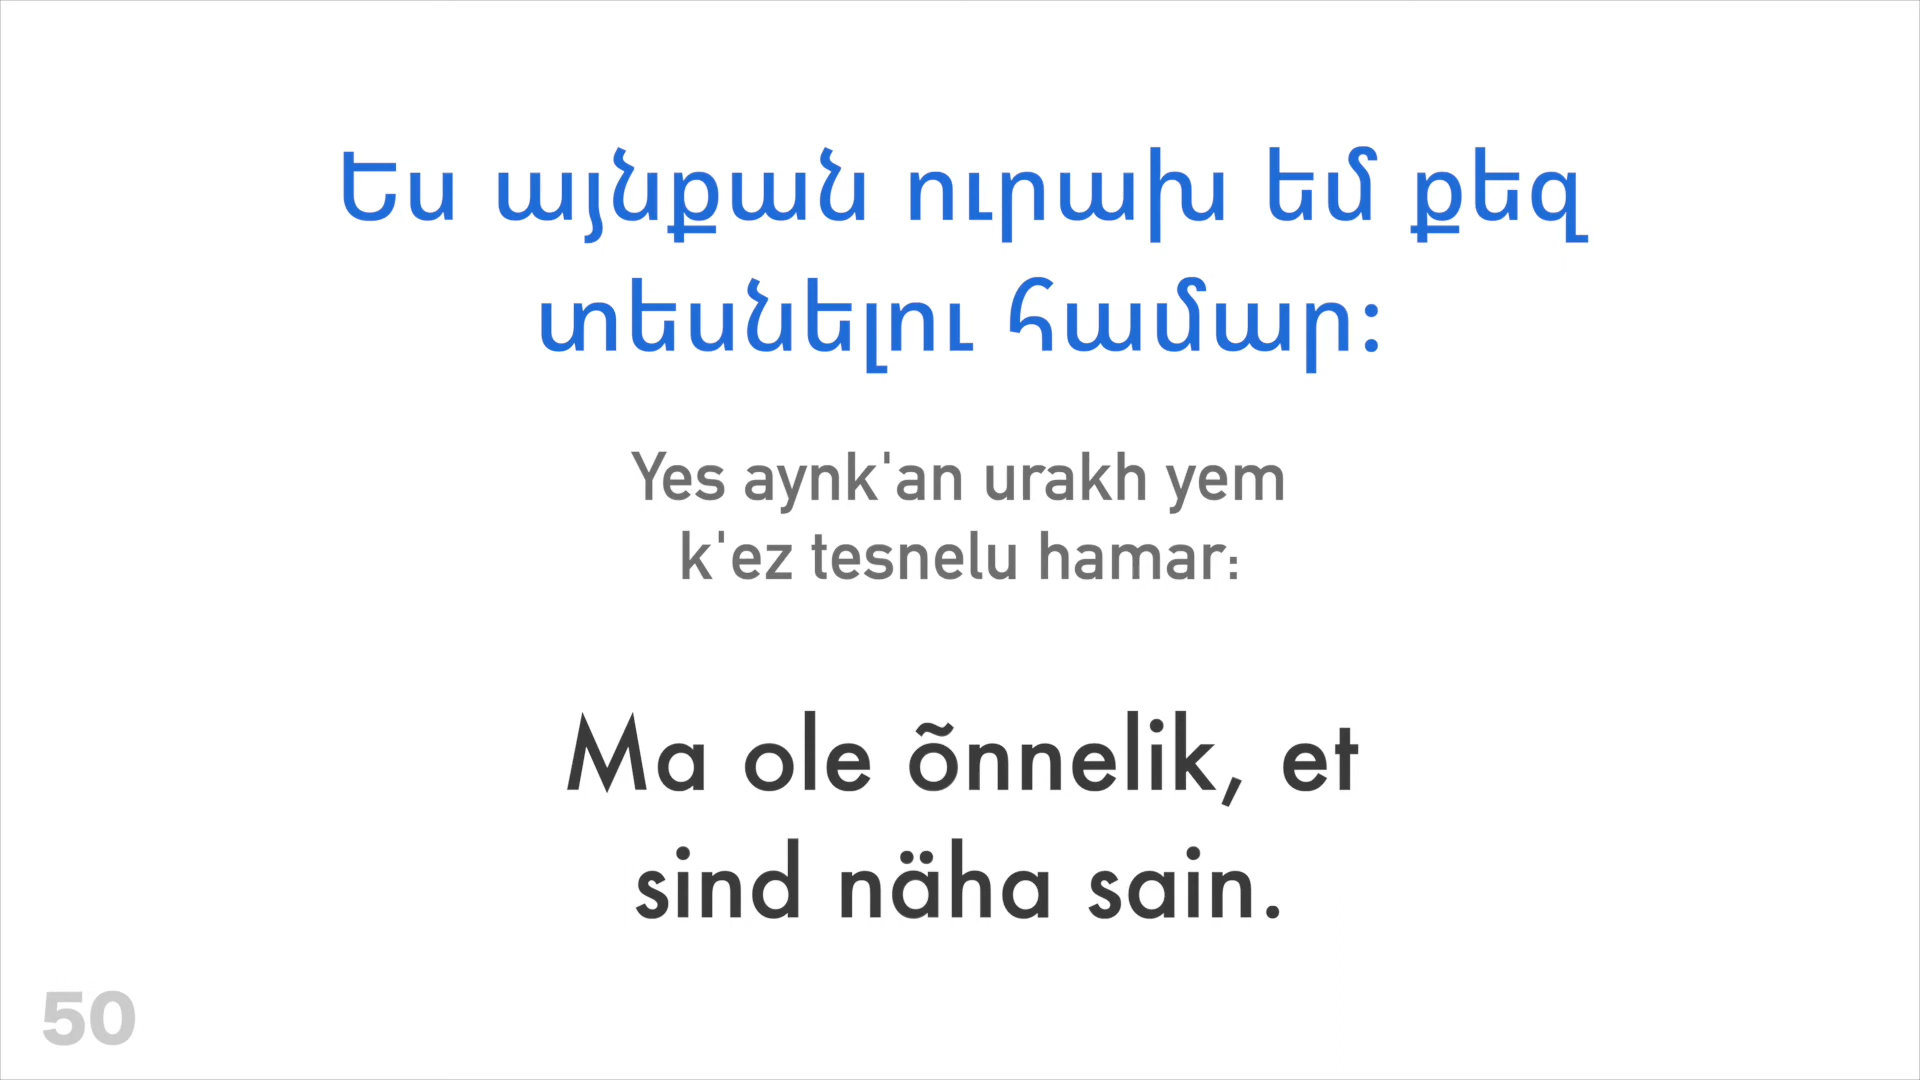 Ես այնքան ուրախ եմ քեզ
տեսնելու համար:
Yes aynk'an urakh yem
k'ez tesnelu hamar:
Ma ole õnnelik, et
sind näha sain.
50